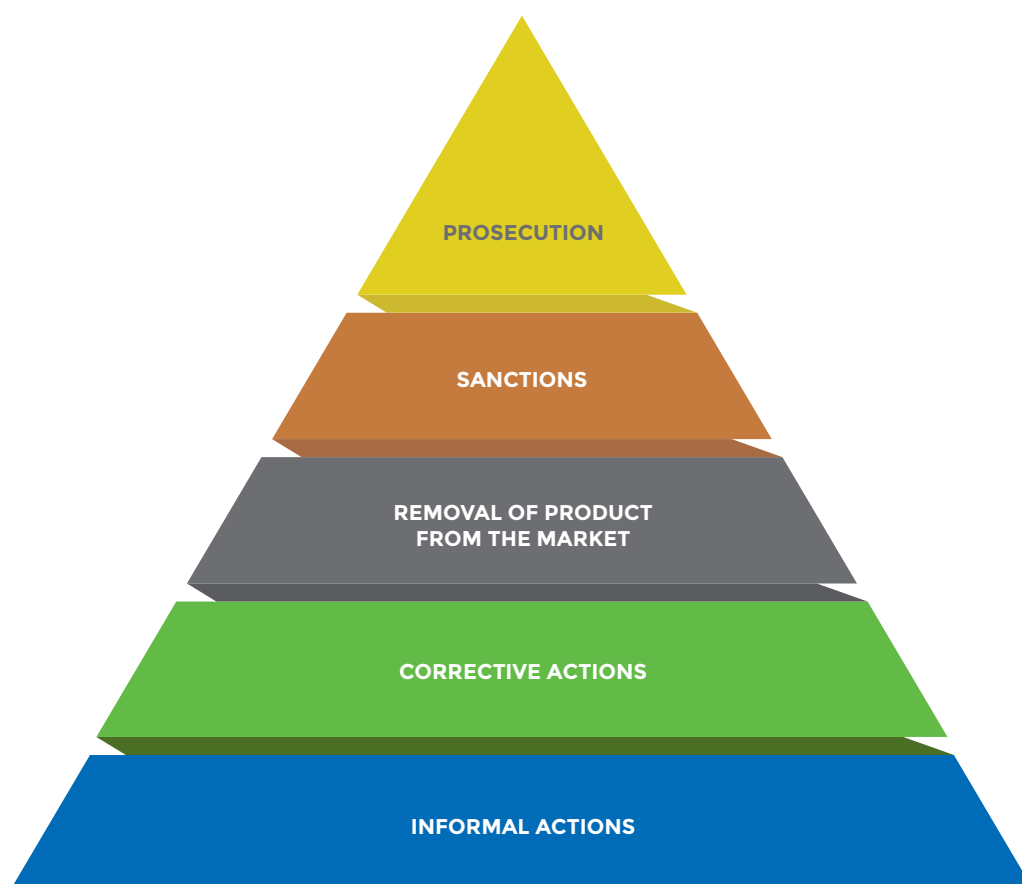 PROSECUTION
SANCTIONS
REMOVAL OF PRODUCT
FROM THE MARKET
CORRECTIVE ACTIONS
INFORMAL ACTIONS